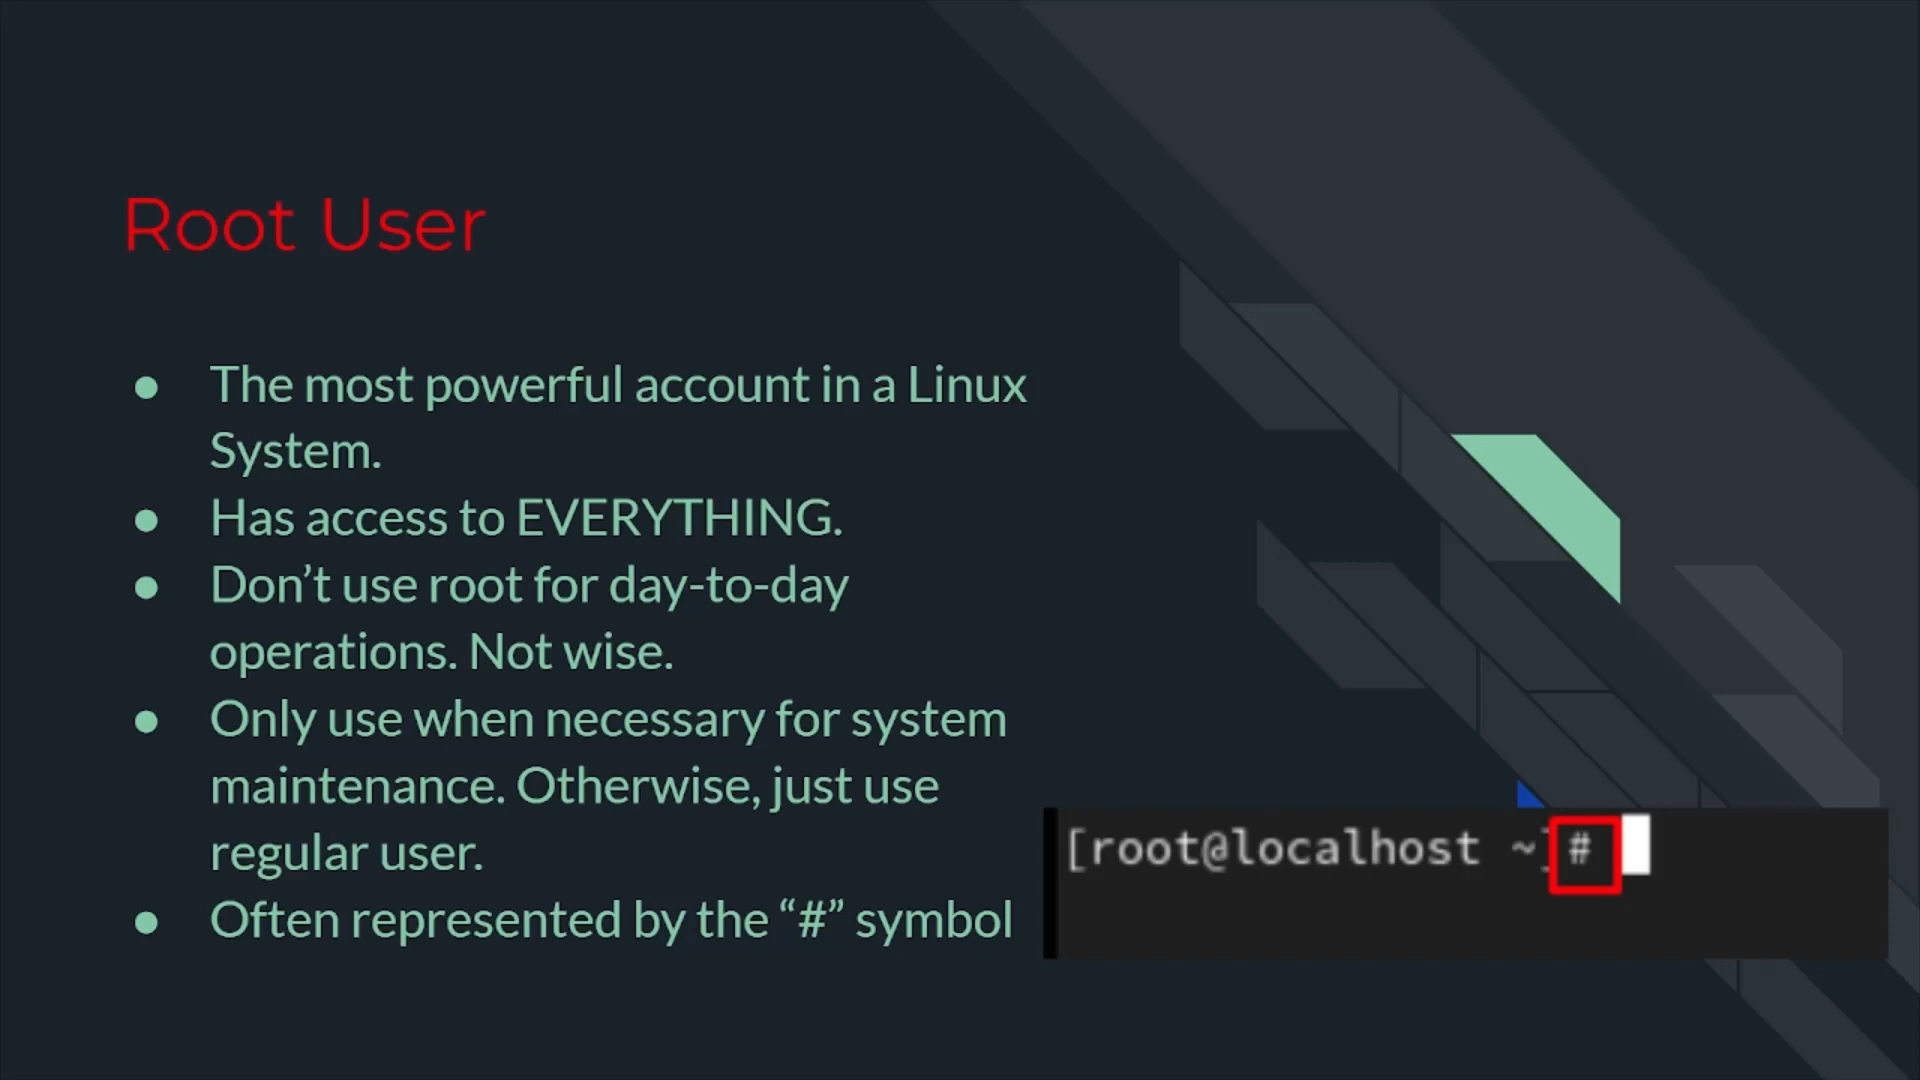 Root User
● The most powerful account in a Linux
System.
● Has access to EVERYTHING.
● Don’t use root for day-to-day
operations. Not wise.
● Only use when necessary for system
maintenance. Otherwise, just use
regular user.
● Often represented by the “#” symbol
[root@localhost ~]#